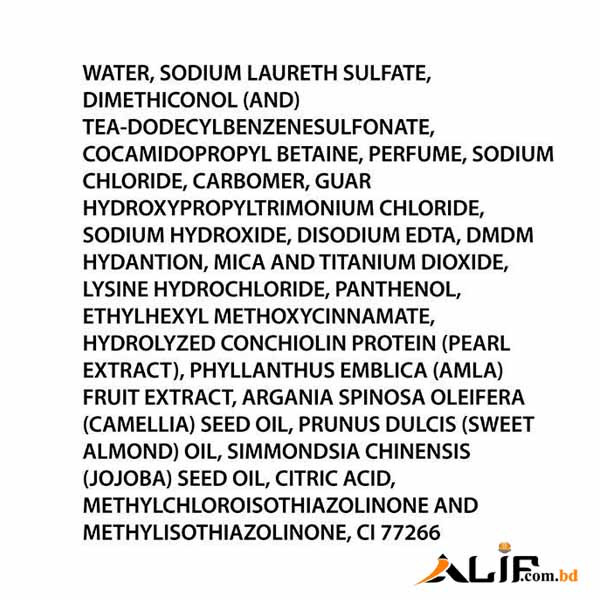 WATER, SODIUM LAURETH SULFATE,
DIMETHICONOL (AND)
TEA-DODECYLBENZENESULFONATE,
COCAMIDOPROPYL BETAINE, PERFUME, SODIUM
CHLORIDE, CARBOMER, GUAR
HYDROXYPROPYLTRIMONIUM CHLORIDE,
SODIUM HYDROXIDE, DISODIUM EDTA, DMDM
HYDANTION, MICA AND TITANIUM DIOXIDE,
LYSINE HYDROCHLORIDE, PANTHENOL,
ETHYLHEXYL METHOXYCINNAMATE,
HYDROLYZED CONCHIOLIN PROTEIN (PEARL
EXTRACT), PHYLLANTHUS EMBLICA (AMLA)
FRUIT EXTRACT, ARGANIA SPINOSA OLEIFERA
(CAMELLIA) SEED OIL, PRUNUS DULCIS (SWEET
ALMOND) OIL, SIMMONDSIA CHINENSIS
(JOJOBA) SEED OIL, CITRIC ACID,
METHYLCHLOROISOTHIAZOLINONE AND
METHYLISOTHIAZOLINONE, CI 77266
ALIF.com.bd